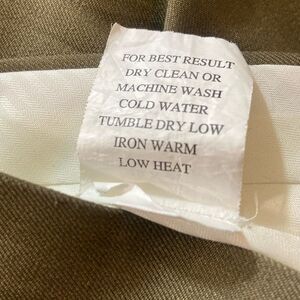 FOR BEST RESULT
DRY CLEAN OR
MACHINE WASH
COLD WATER
TUMBLE DRY LOW
IRON WARM
LOW HEAT